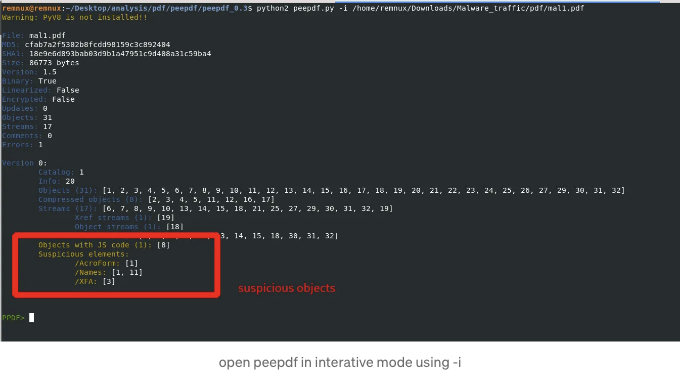 remnux@remnux:~/Desktop/analysis/pdf/peepdf/peepdf_0.3$ python2 peepdf.py -i /home/remnux/Downloads/Malware_traffic/pdf/mal1.pdf
Warning: PyV8 is not installed!!
File: mal1.pdf
MD5: cfab7a2f5302b8fcdd98159c3c892404
SHA1: 18e9e6d893bab03d9b1a47951c9d408a31c59ba4
Size: 86773 bytes
Version: 1.5
Binary: True
Linearized: False
Encrypted: False
Updates: 0
Objects: 31
Streams: 17
Comments: 0
Errors: 1
Version 0:
Catalog: 1
Info: 20
Objects (31): [1, 2, 3, 4, 5, 6, 7, 8, 9, 10, 11, 12, 13, 14, 15, 16, 17, 18, 19, 20, 21, 22, 23, 24, 25, 26, 27, 29, 30, 31, 32]
Compressed objects (8): [2, 3, 4, 5, 11, 12, 16, 17]
Streams (17): [6, 7, 8, 9, 10, 13, 14, 15, 18, 21, 25, 27, 29, 30, 31, 32, 19]
Xref streams (1): [19]
Object streams (1): [18]
3, 14, 15, 18, 30, 31, 32]
Objects with JS code (1): [8]
Suspicious elements:
/AcroForm: [1]
/Names: [1, 11]
/XFA: [3]
suspicious objects
PPDF>
open peepdf in interative mode using -i